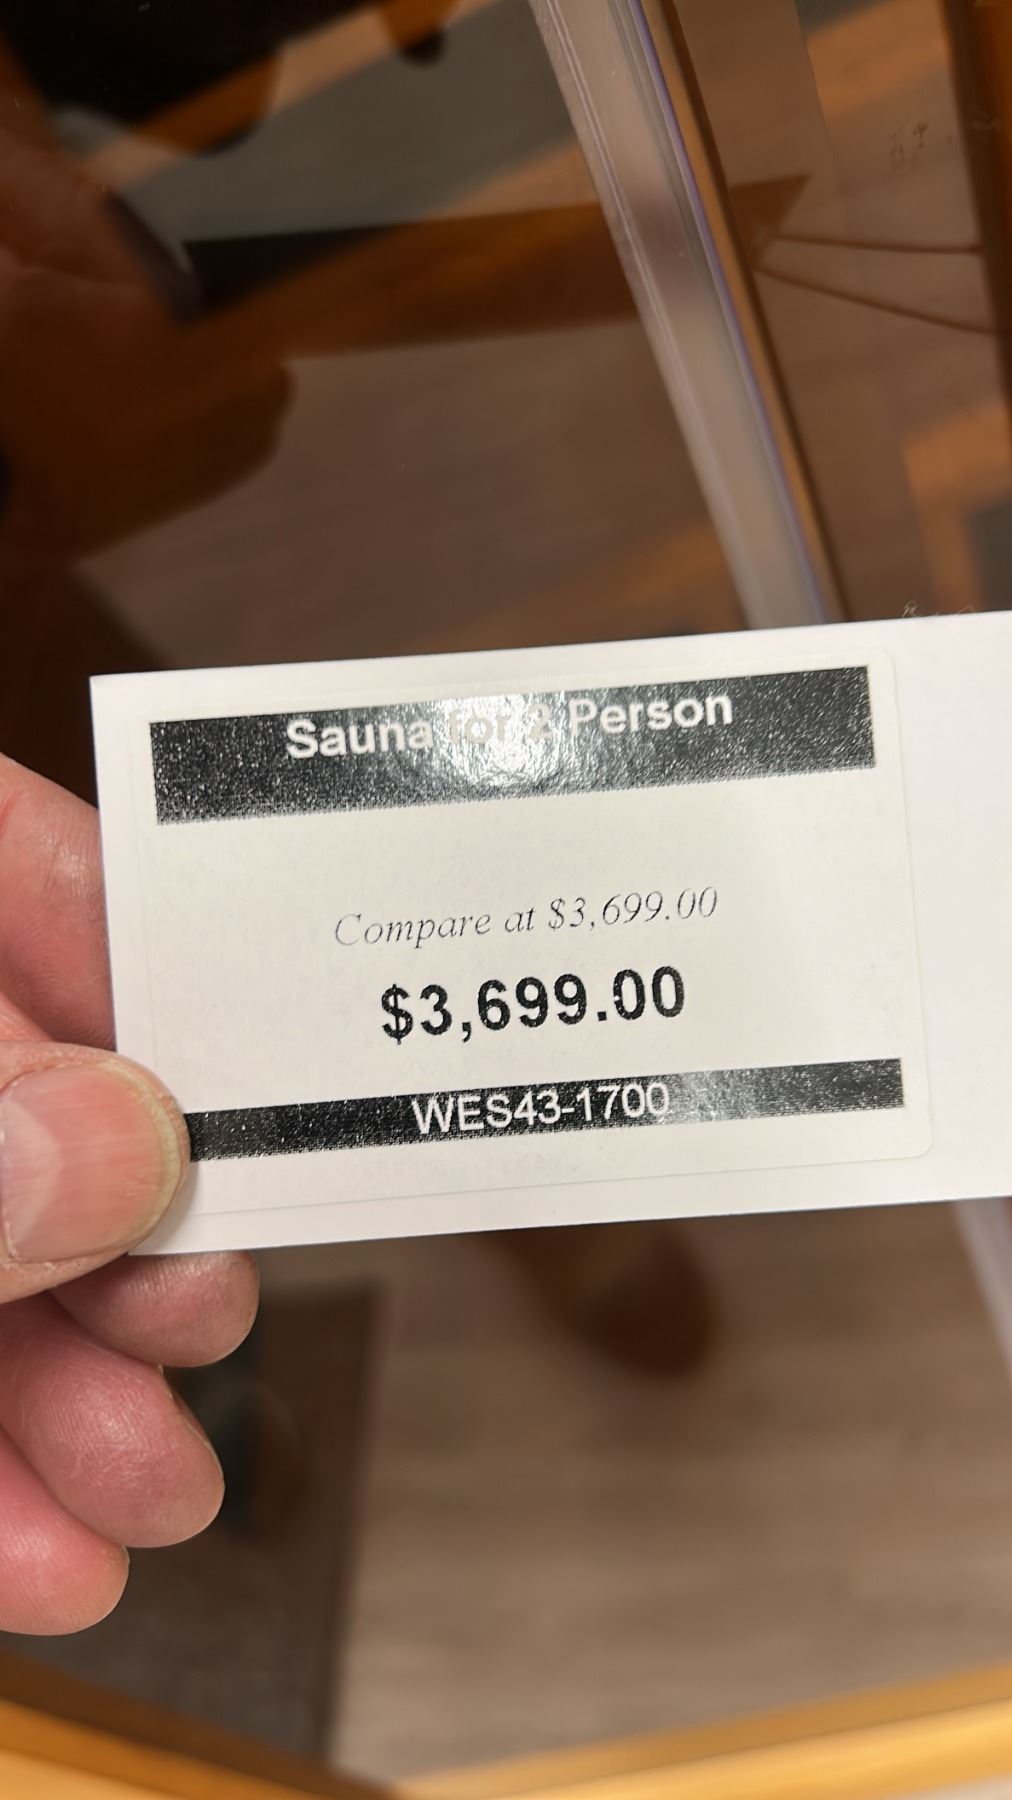 Sauna for 2 Person
Compare at $3,699.00
$3,699.00
WES43-1700